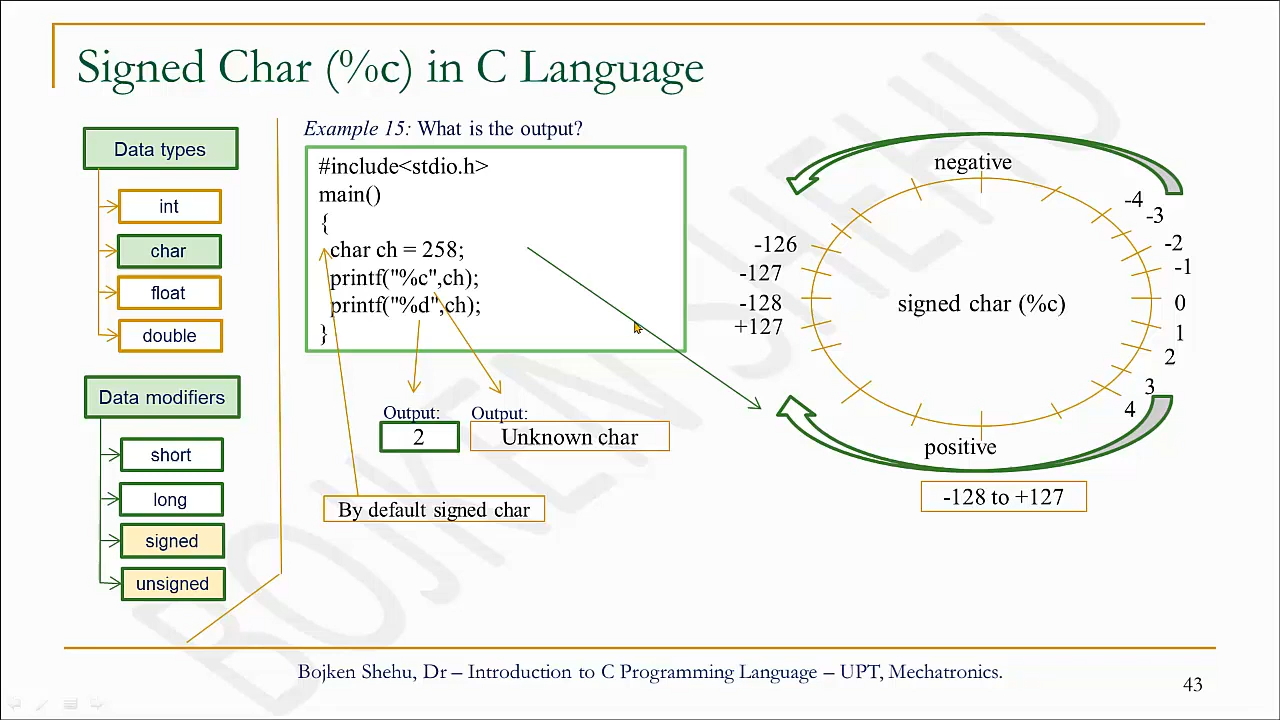 Signed Char (%c) in C Language
Data types
int
char
float
double
Data modifiers
short
long
signed
unsigned
Example 15: What is the output?
#include<stdio.h>
main()
{
char ch = 258;
printf("%c",ch);
printf("%d",ch);
}
Output:
2
Output:
Unknown char
By default signed char
negative
-4
-3
-2
-1
0
1
2
3
4
-126
-127
-128
+127
signed char (%c)
positive
-128 to +127
BOJKEN SHEHU
Bojken Shehu, Dr – Introduction to C Programming Language – UPT, Mechatronics.
43